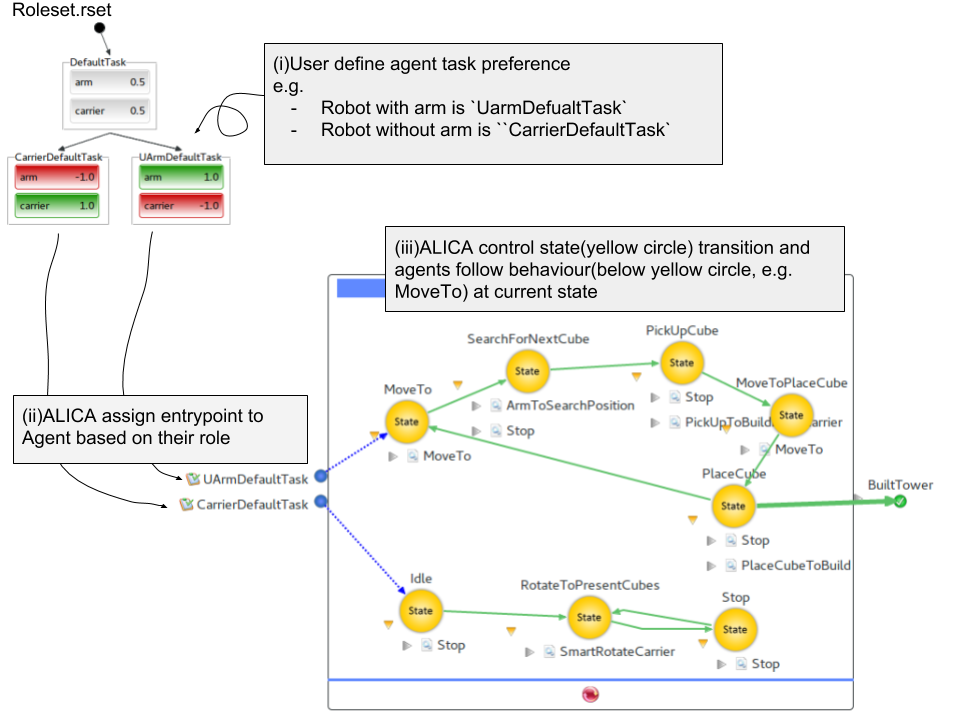 Roleset.rset
DefaultTask
arm 0.5
carrier 0.5
CarrierDefaultTask
arm -1.0
carrier 1.0
UArmDefaultTask
arm 1.0
carrier -1.0
(i)User define agent task preference
e.g.
- Robot with arm is `UarmDefualtTask`
- Robot without arm is ``CarrierDefaultTask`
(ii)ALICA assign entrypoint to
Agent based on their role
UArmDefaultTask
CarrierDefaultTask
(iii)ALICA control state(yellow circle) transition and
agents follow behaviour(below yellow circle, e.g.
MoveTo) at current state
MoveTo
State
MoveTo
SearchForNextCube
State
ArmToSearchPosition
Stop
PickUpCube
State
Stop
PickUpToBuild
arrier
MoveToPlaceCube
State
MoveTo
PlaceCube
State
Stop
PlaceCubeToBuild
BuiltTower
Idle
State
Stop
RotateToPresentCubes
State
SmartRotateCarrier
Stop
State
Stop